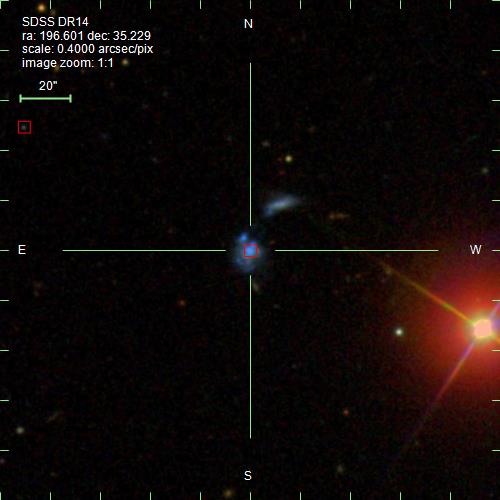 SDSS DR14
ra: 196.601 dec: 35.229
scale: 0.4000 arcsec/pix
image zoom: 1:1
20"
N
E
W
S